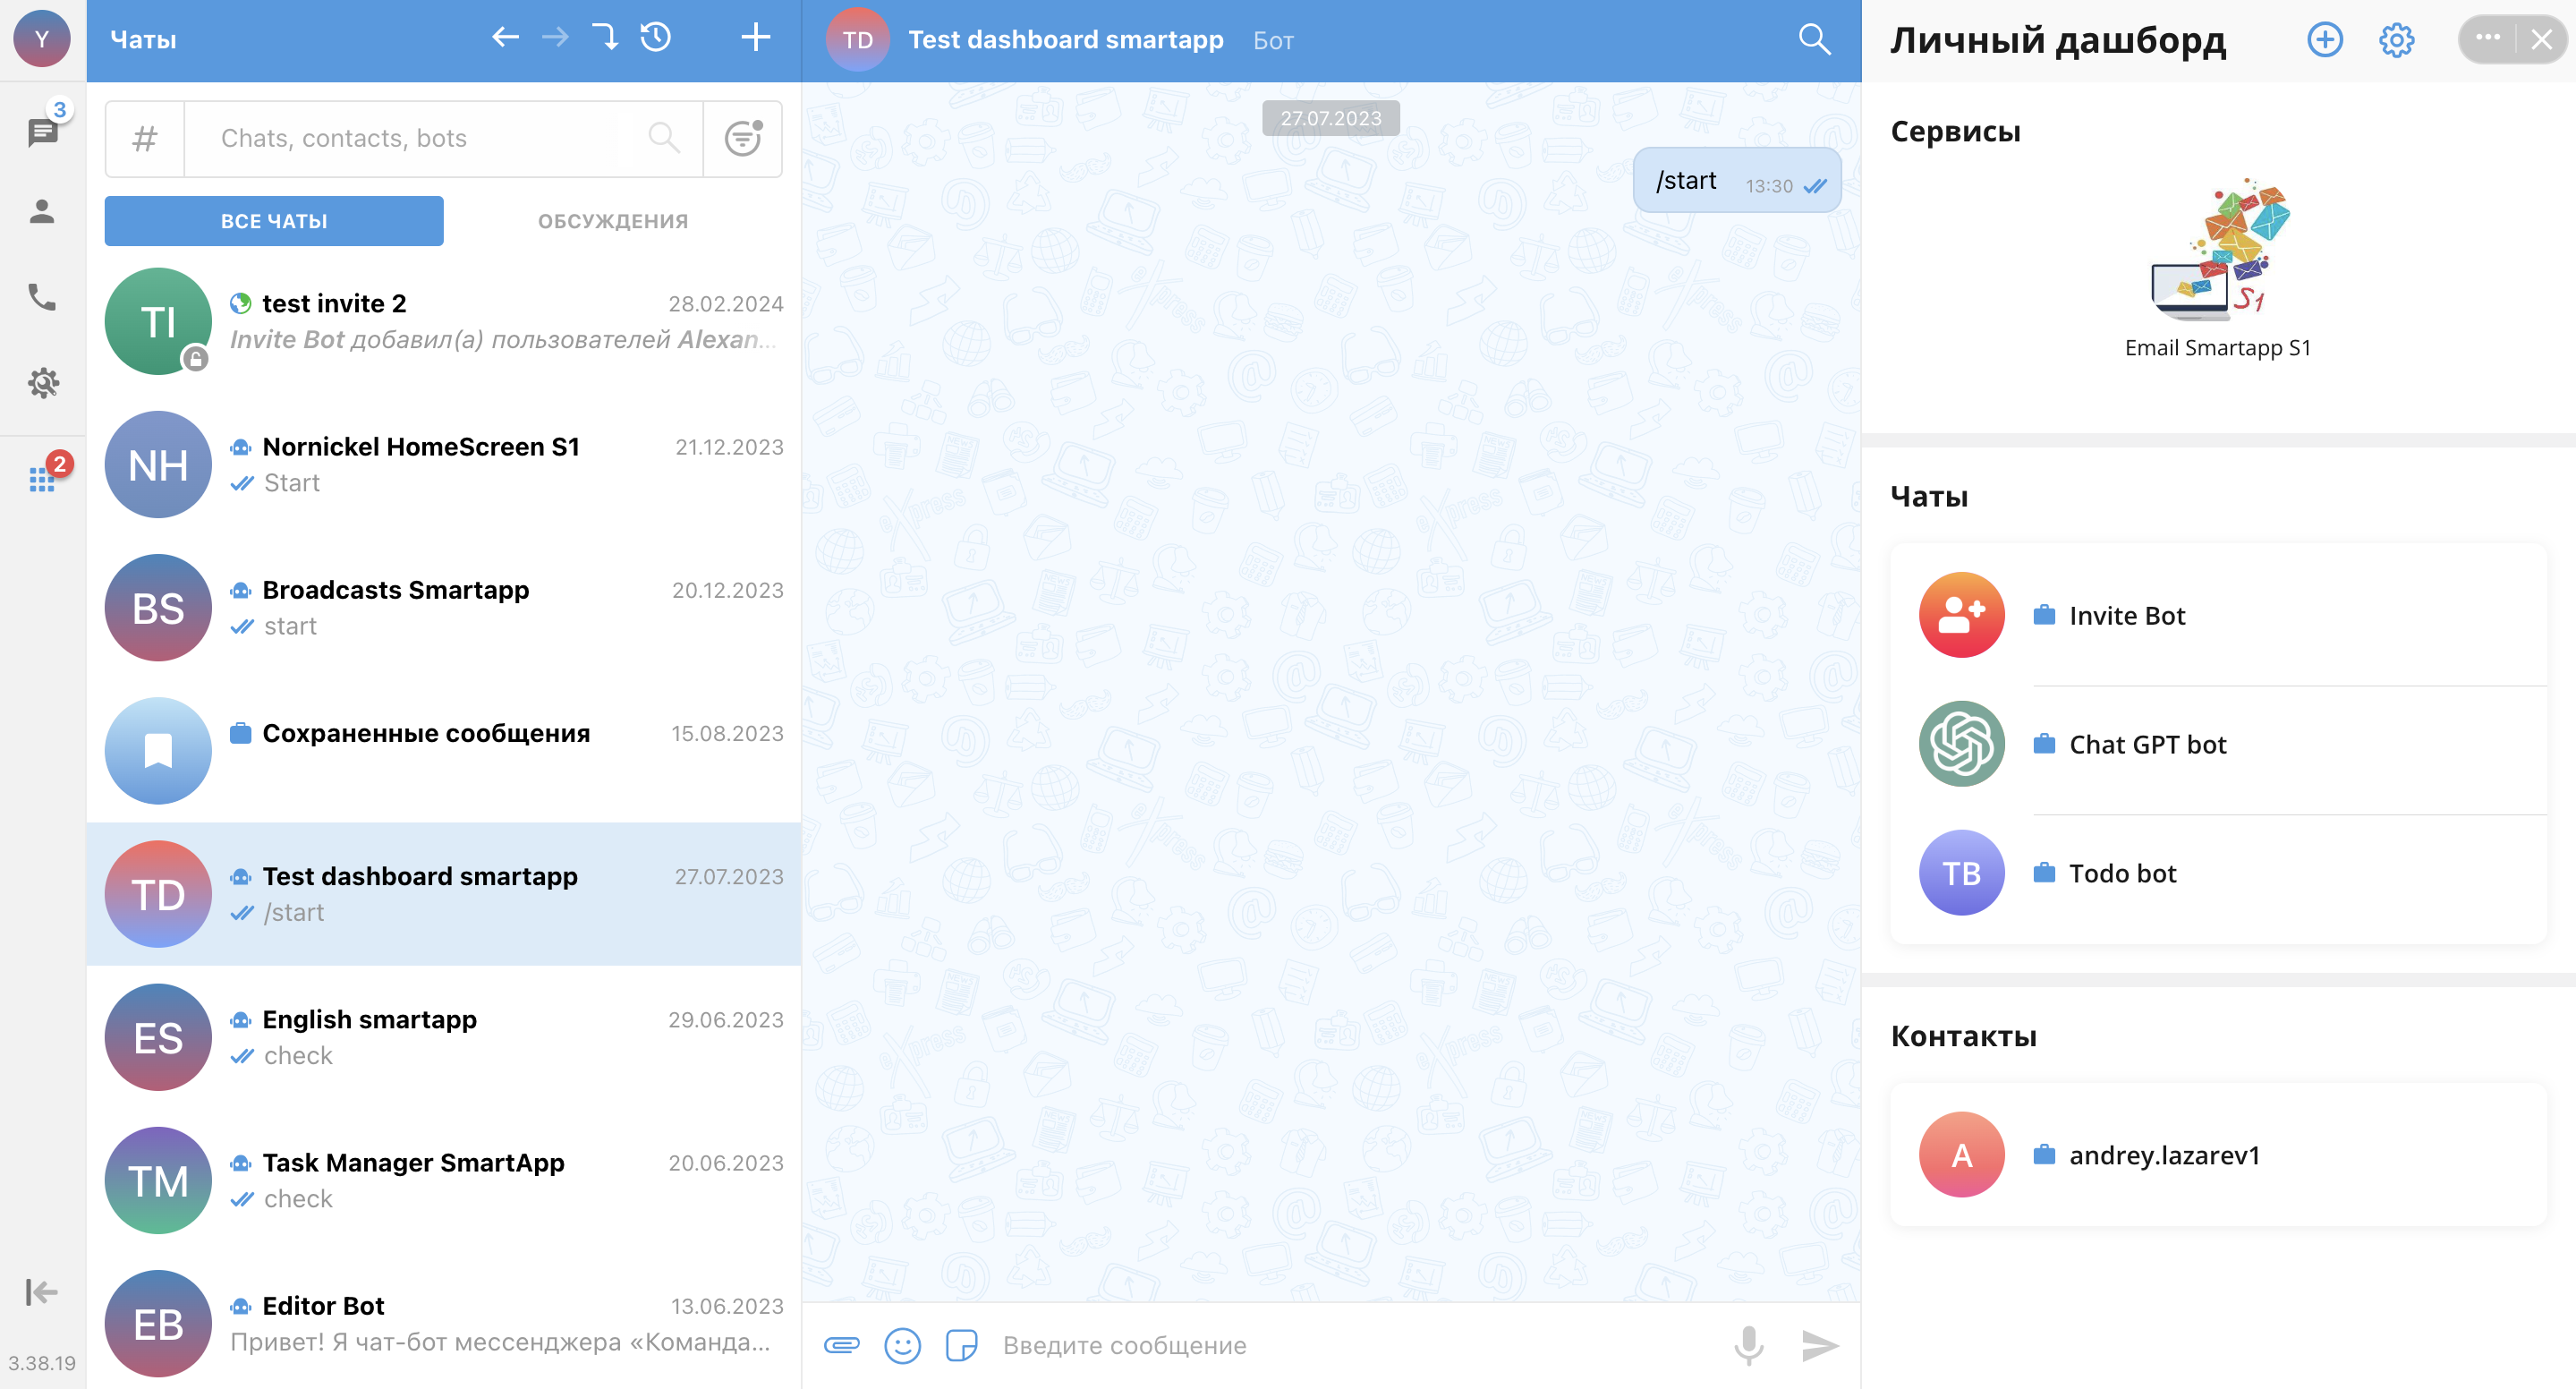 Y
3
2
3.38.19
Чаты
#
Chats, contacts, bots
ВСЕ ЧАТЫ
ОБСУЖДЕНИЯ
TI
test invite 2
28.02.2024
Invite Bot добавил(а) пользователей Alexan...
NH
Nornickel HomeScreen S1
21.12.2023
Start
BS
Broadcasts Smartapp
20.12.2023
start
Сохраненные сообщения
15.08.2023
TD
Test dashboard smartapp
27.07.2023
/start
ES
English smartapp
29.06.2023
check
TM
Task Manager SmartApp
20.06.2023
check
EB
Editor Bot
13.06.2023
Привет! Я чат-бот мессенджера «Команда...
TD
Test dashboard smartapp
Бот
27.07.2023
/start
13:30
Введите сообщение
Личный дашборд
Сервисы
S1
Email Smartapp S1
Чаты
Invite Bot
Chat GPT bot
TB
Todo bot
Контакты
A
andrey.lazarev1